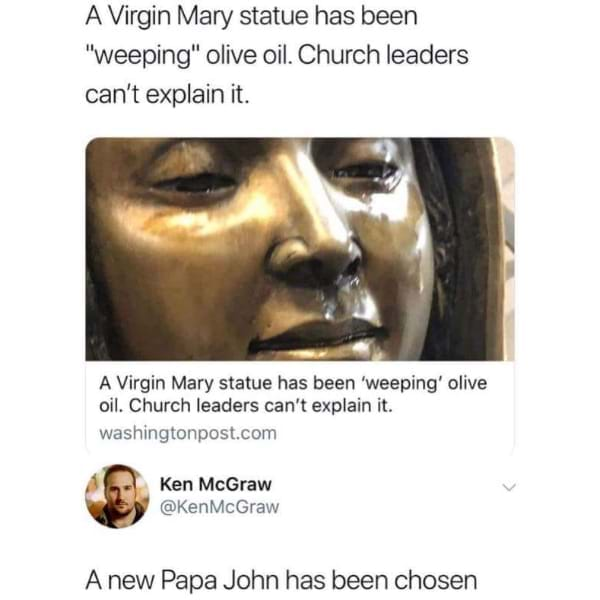 A Virgin Mary statue has been
"weeping" olive oil. Church leaders
can't explain it.
A Virgin Mary statue has been 'weeping' olive
oil. Church leaders can't explain it.
washingtonpost.com
Ken McGraw
@KenMcGraw
A new Papa John has been chosen